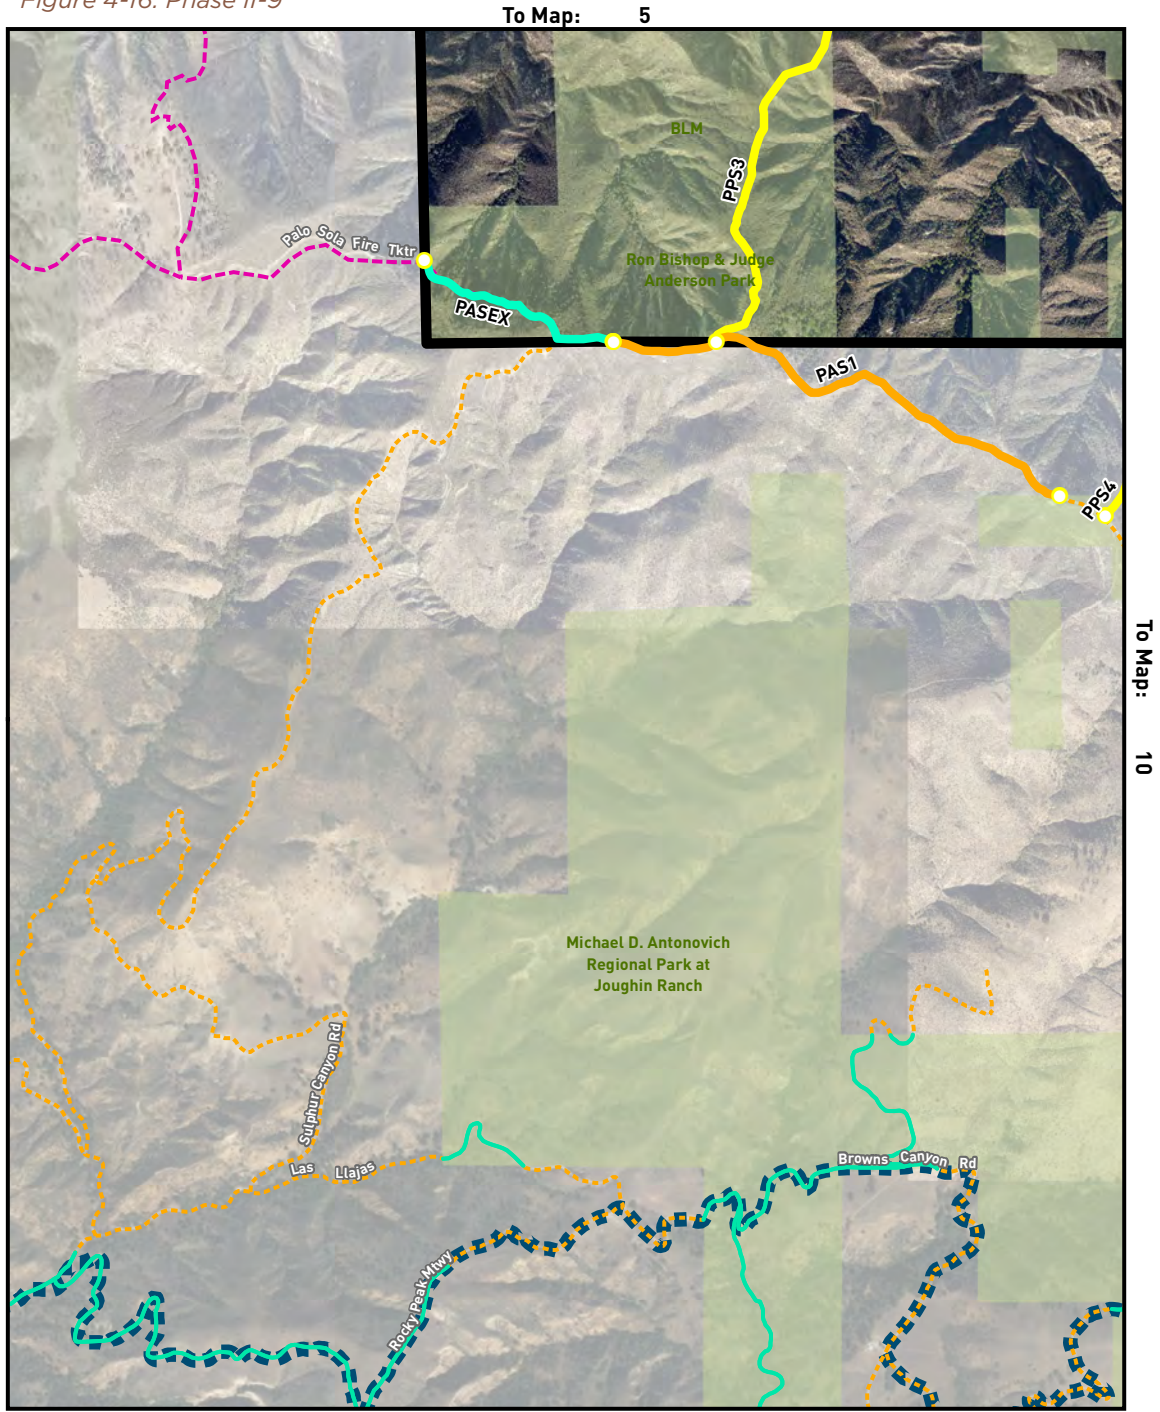 Figure 4-16: Phase II-9
To Map: 5
BLM
PPS3
Palo Sola Fire Tktr
Ron Bishop & Judge
Anderson Park
PASEX
PAS1
PPS4
To Map: 10
Michael D. Antonovich
Regional Park at
Joughin Ranch
Sulphur Canyon Rd
Las Llajas
Browns Canyon Rd
Rocky Peak Mtwy